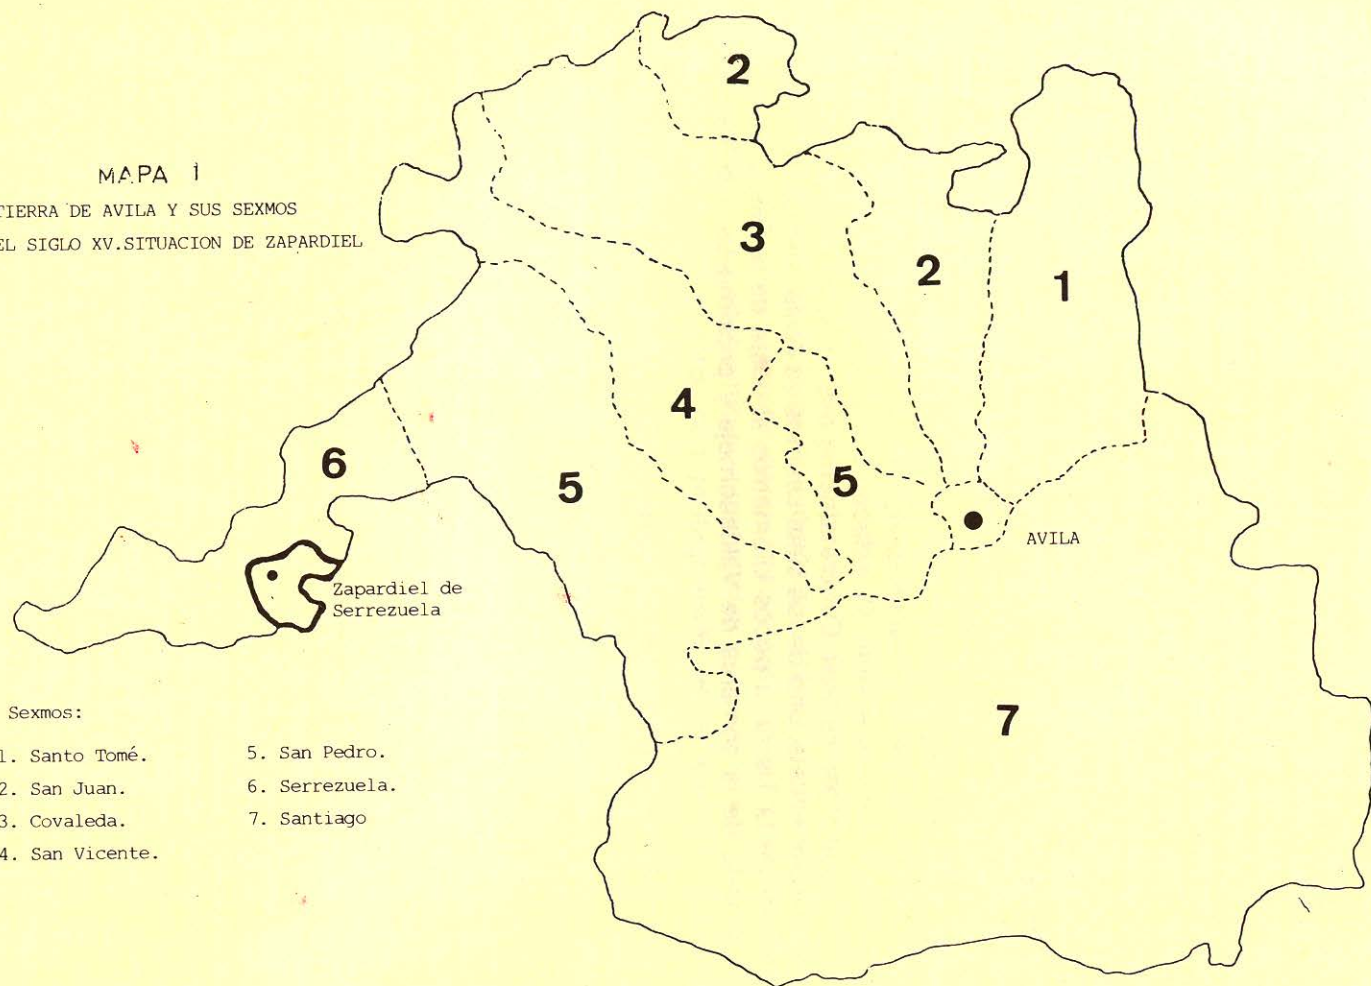 MAPA 1
TIERRA DE AVILA Y SUS SEXMOS
EL SIGLO XV.SITUACION DE ZAPARDIEL
2
3
2
1
4
6
5
5
AVILA
Zapardiel de
Serrezuela
7
Sexmos:
1. Santo Tomé.
2. San Juan.
3. Covaleda.
4. San Vicente.
5. San Pedro.
6. Serrezuela.
7. Santiago